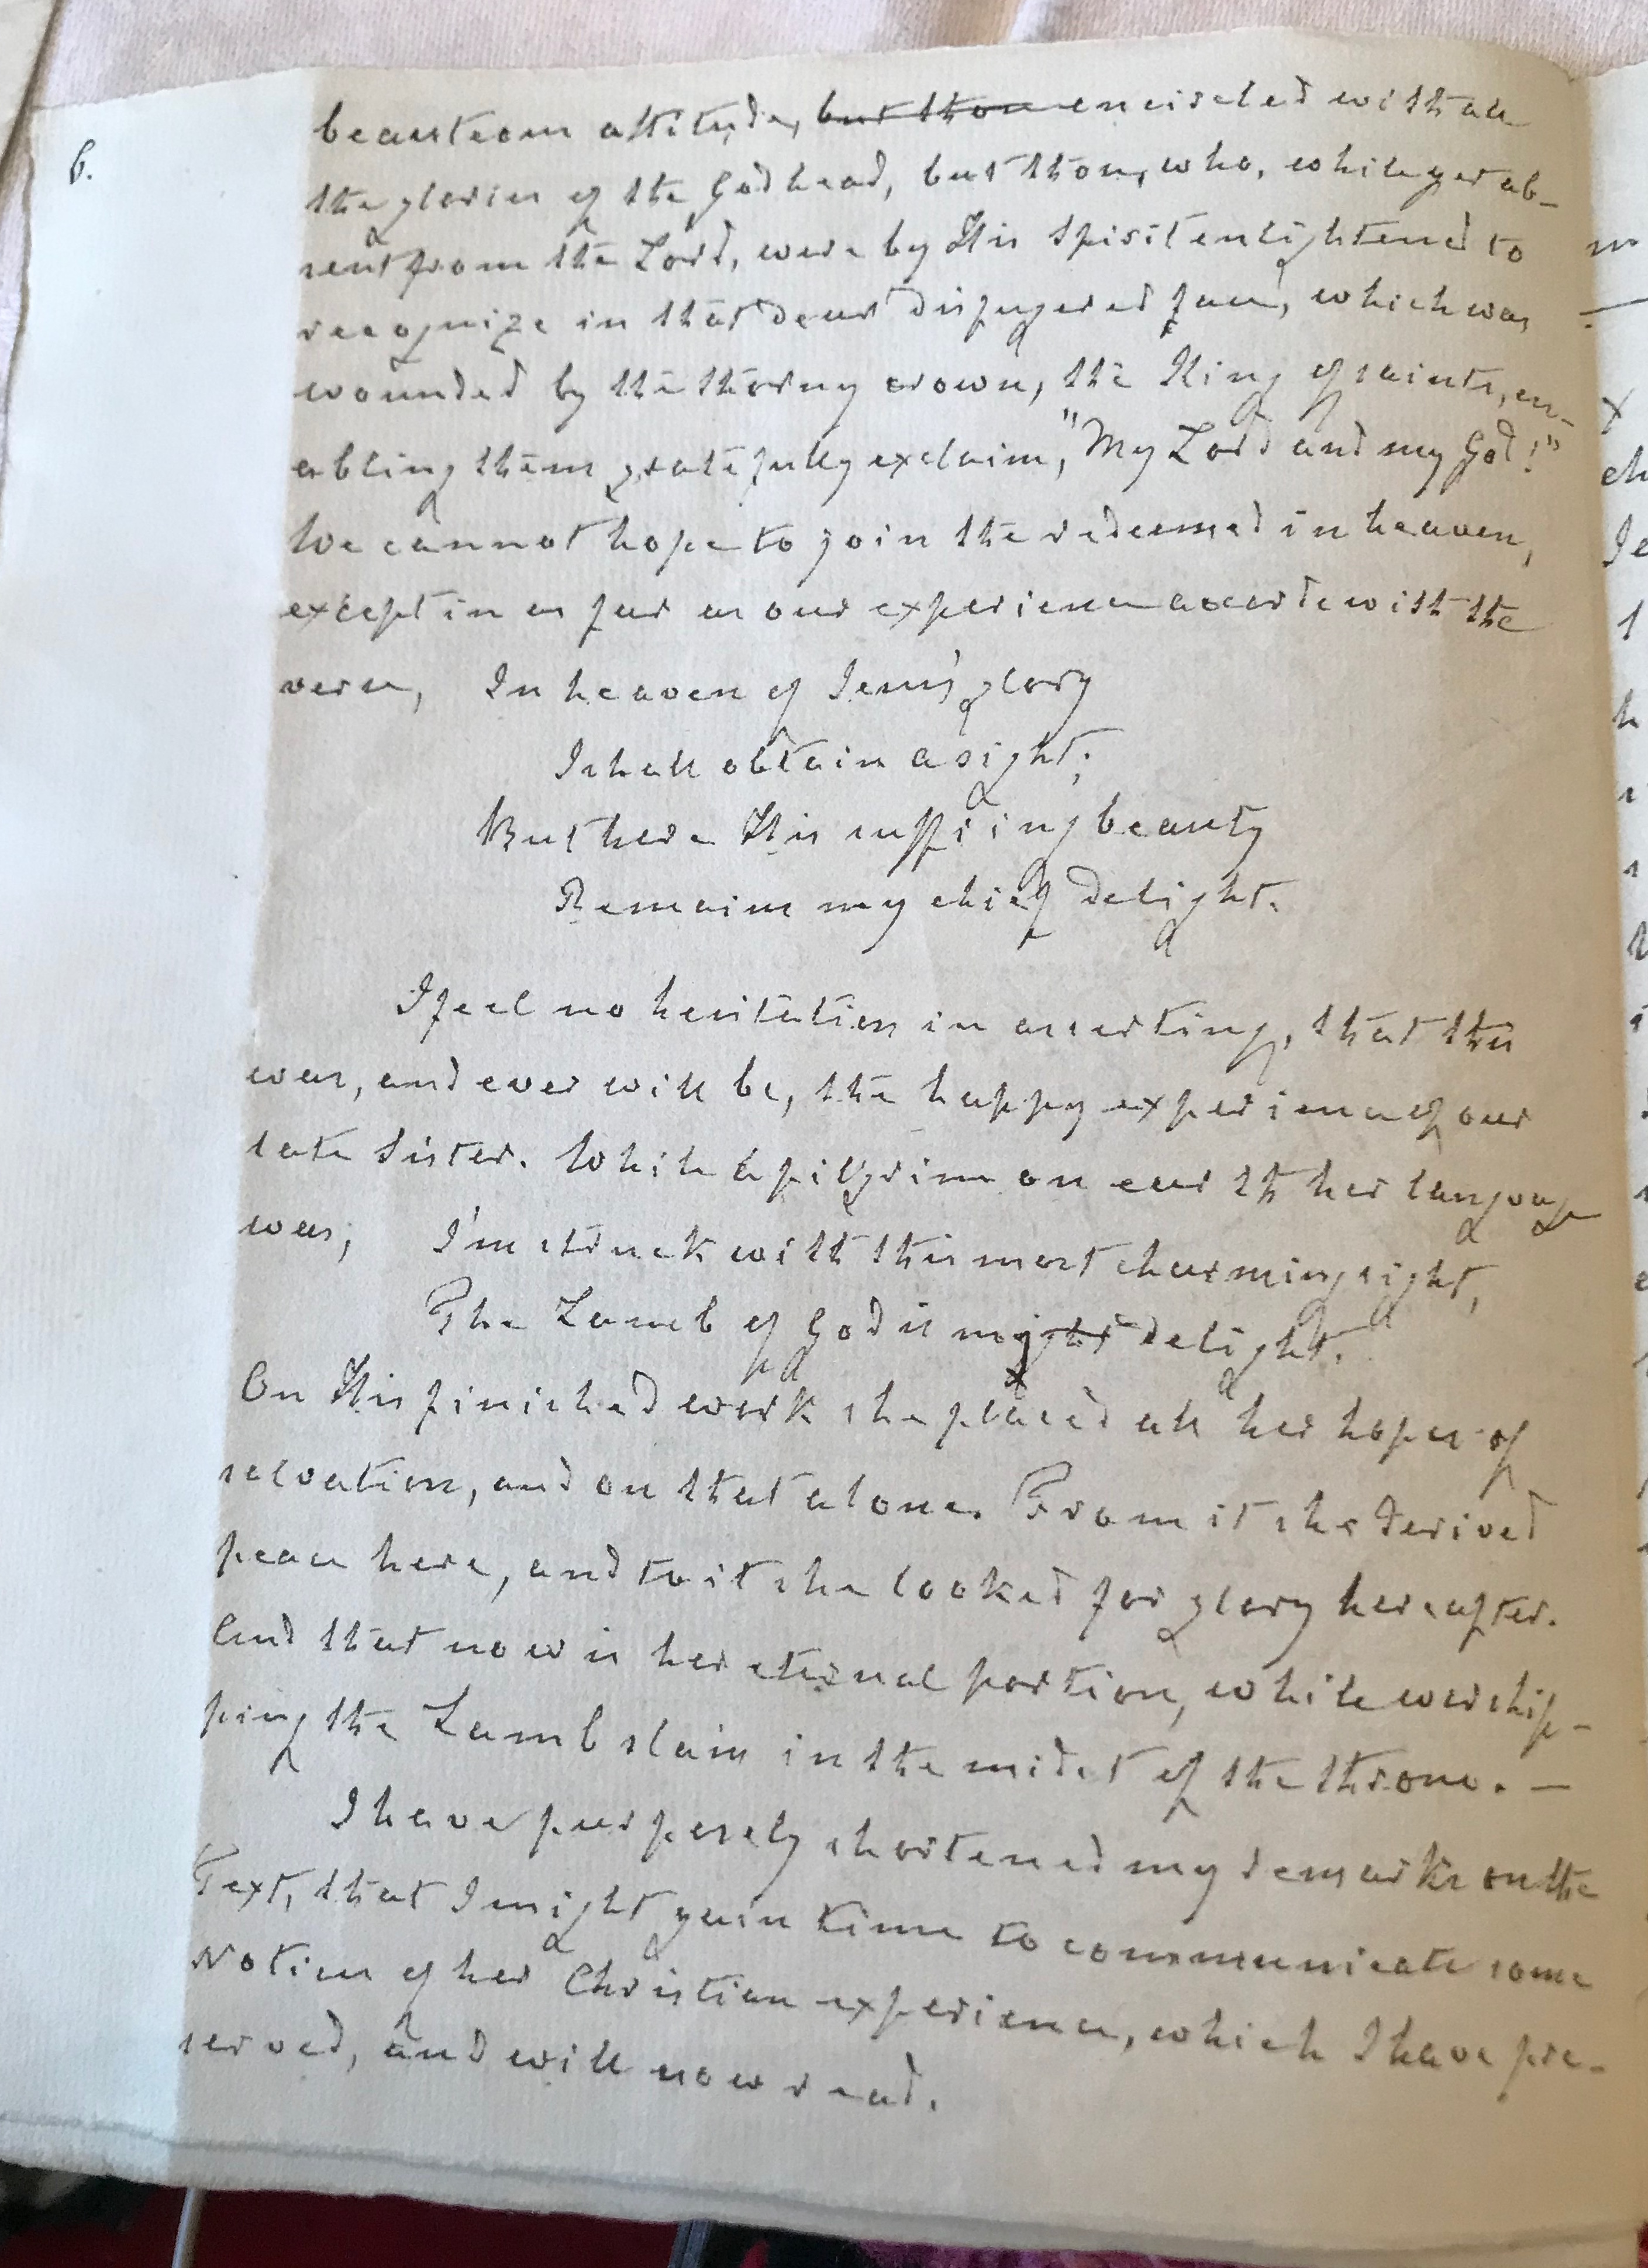 6.
beauteous attitude, but those encircled with all
the glories of the Godhead, but those, who, while yet ab-
sent from the Lord, were by His Spirit enlightened to
recognize in that dear disfigured face, which was
wounded by the thorny crown, the King of saints, en-
abling them gratefully exclaim, "My Lord and my God!"
We cannot hope to join the redeemed in heaven,
except in as far as our experience accords with the
verse, In heaven of Jesus' glory
I shall obtain a sight;
But here His suffering beauty
Remains my chief delight.
I feel no hesitation in asserting, that this
was, and ever will be, the happy experience of our
late Sister. While a pilgrim on earth her language
was; I'm struck with this most charming sight,
The Lamb of God is my delight.
On His finished work she placed all her hopes of
salvation, and on that alone. From it she derived
peace here, and to it she looked for glory hereafter.
And that now is her eternal portion, while worship-
ping the Lamb slain in the midst of the throne. —
I have purposely shortened my remarks on the
Text, that I might gain time to communicate some
Notices of her Christian experience, which I have pre-
served, and will now read.